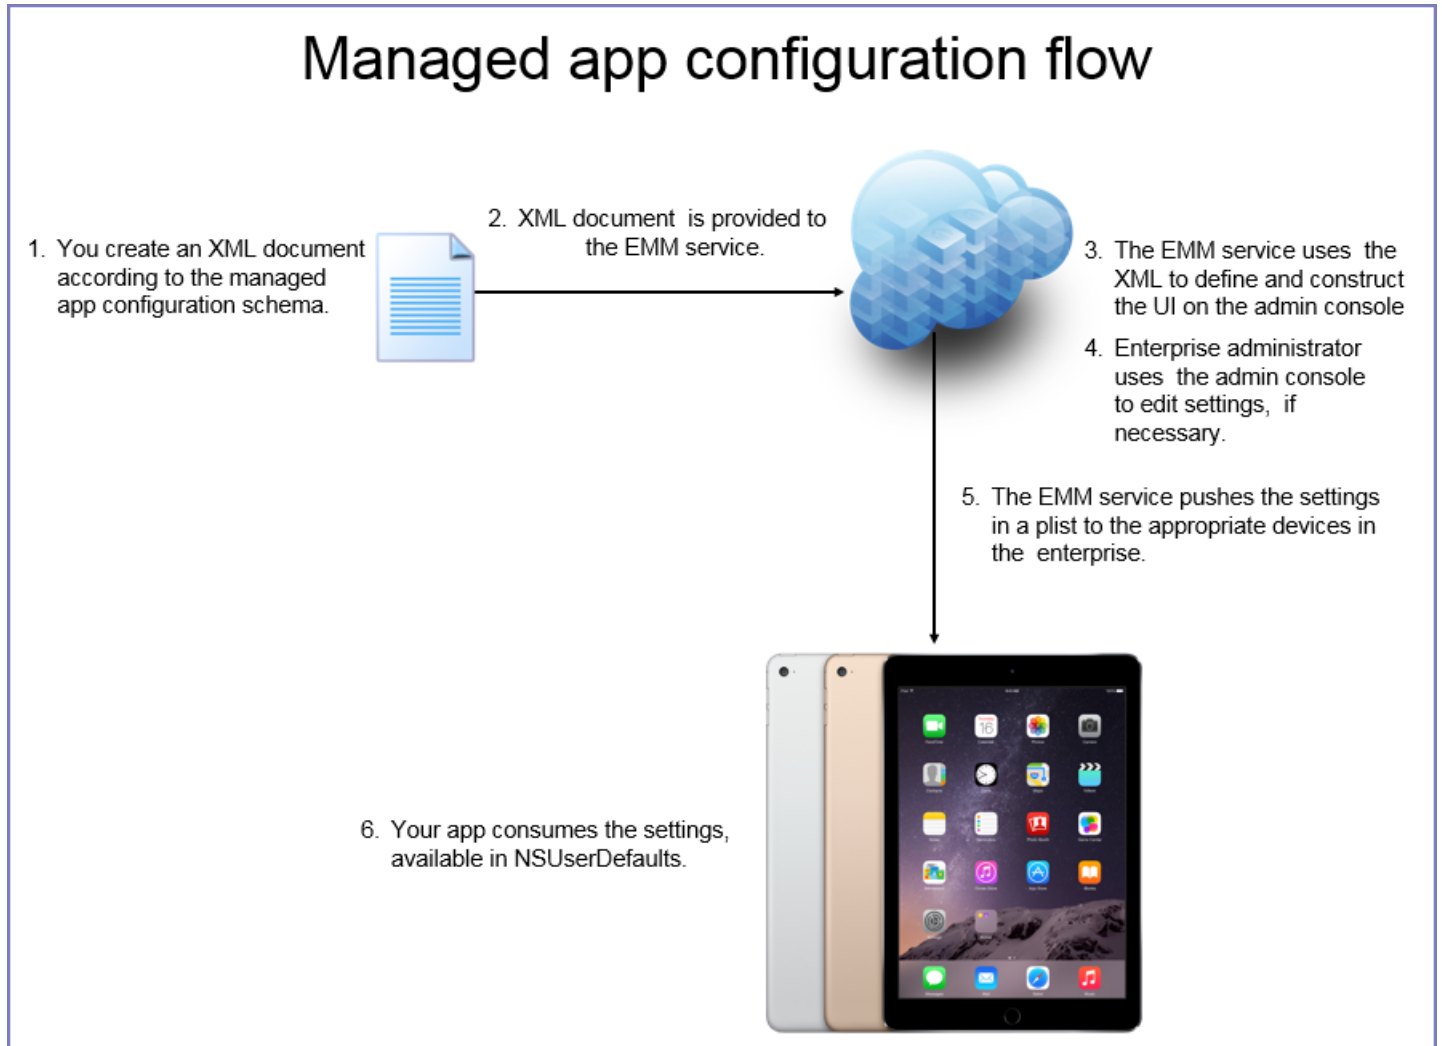 Managed app configuration flow
1. You create an XML document
according to the managed
app configuration schema.
2. XML document is provided to
the EMM service.
3. The EMM service uses the
XML to define and construct
the UI on the admin console
4. Enterprise administrator
uses the admin console
to edit settings, if
necessary.
5. The EMM service pushes the settings
in a plist to the appropriate devices in
the enterprise.
6. Your app consumes the settings,
available in NSUserDefaults.
16